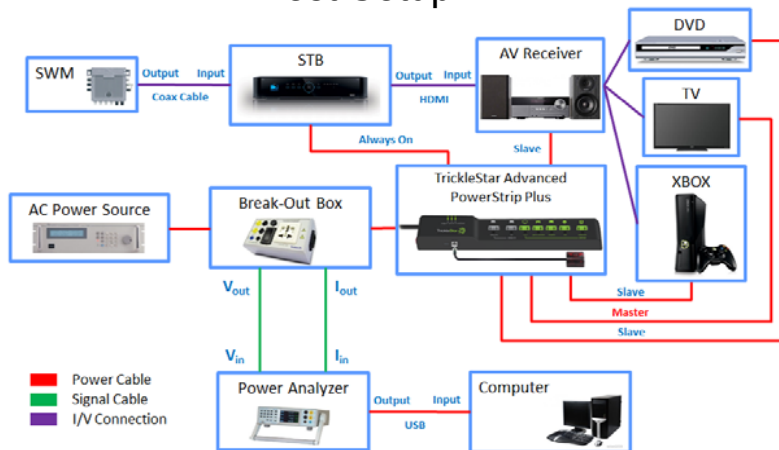 DVD
SWM
Output
Input
Coax Cable
STB
Output
Input
HDMI
AV Receiver
TV
Always On
Slave
AC Power Source
Break-Out Box
TrickleStar Advanced
PowerStrip Plus
XBOX
Vout
Iout
Slave
Master
Slave
Vin
Iin
Power Cable
Signal Cable
I/V Connection
Power Analyzer
Output
Input
USB
Computer